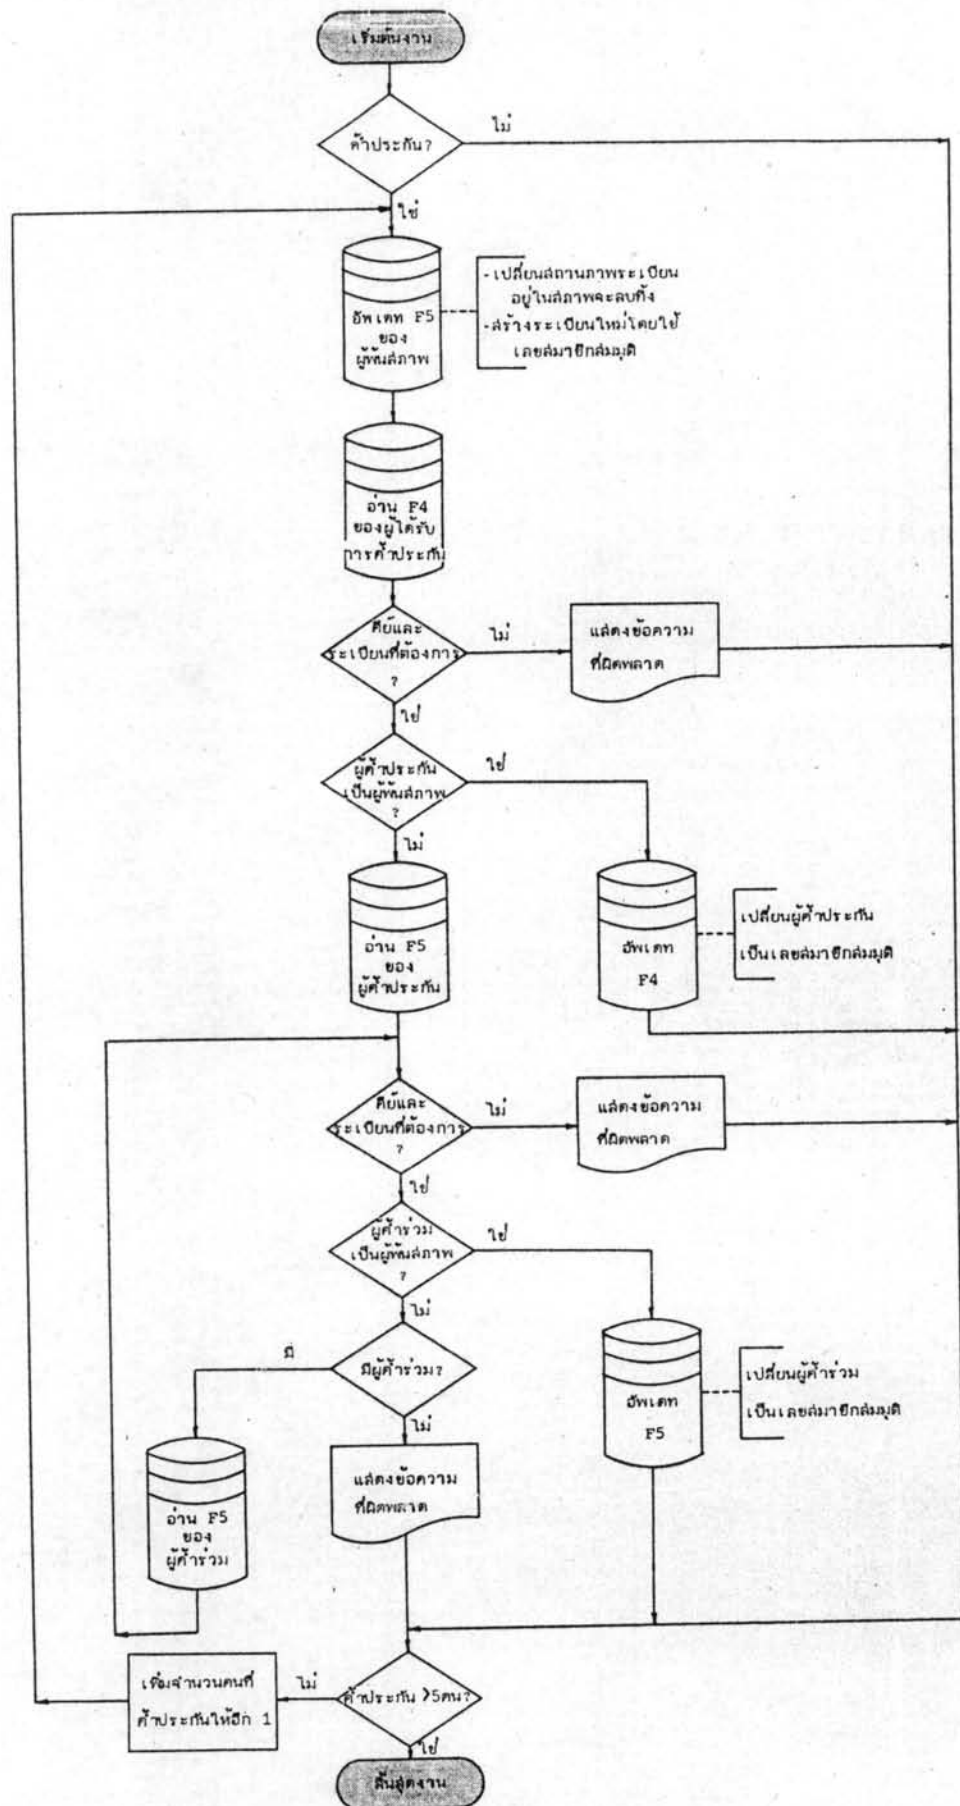 เริ่มต้นงาน
ค้ำประกัน?
ไม่
ใช่
อัพเดท F5
ของ
ผู้พ้นสภาพ
- เปลี่ยนสถานภาพระเบียน
อยู่ในสภาพจะลบทิ้ง
-สร้างระเบียนใหม่โดยใช้
เลขสมาชิกสมมุติ
อ่าน F4
ของผู้ได้รับ
การค้ำประกัน
คีย์และ
ระเบียนที่ต้องการ
?
ไม่
แสดงข้อความ
ที่ผิดพลาด
ใช่
ผู้ค้ำประกัน
เป็นผู้พ้นสภาพ
?
ใช่
ไม่
อ่าน F5
ของ
ผู้ค้ำประกัน
อัพเดท
F4
เปลี่ยนผู้ค้ำประกัน
เป็นเลขสมาชิกสมมุติ
คีย์และ
ระเบียนที่ต้องการ
?
ไม่
แสดงข้อความ
ที่ผิดพลาด
ใช่
ผู้ค้ำร่วม
เป็นผู้พ้นสภาพ
?
ใช่
ไม่
มีผู้ค้ำร่วม?
มี
ไม่
อัพเดท
F5
เปลี่ยนผู้ค้ำร่วม
เป็นเลขสมาชิกสมมุติ
แสดงข้อความ
ที่ผิดพลาด
อ่าน F5
ของ
ผู้ค้ำร่วม
เพิ่มจำนวนคนที่
ค้ำประกันให้อีก 1
ไม่
ค้ำประกัน >5คน?
ใช่
สิ้นสุดงาน